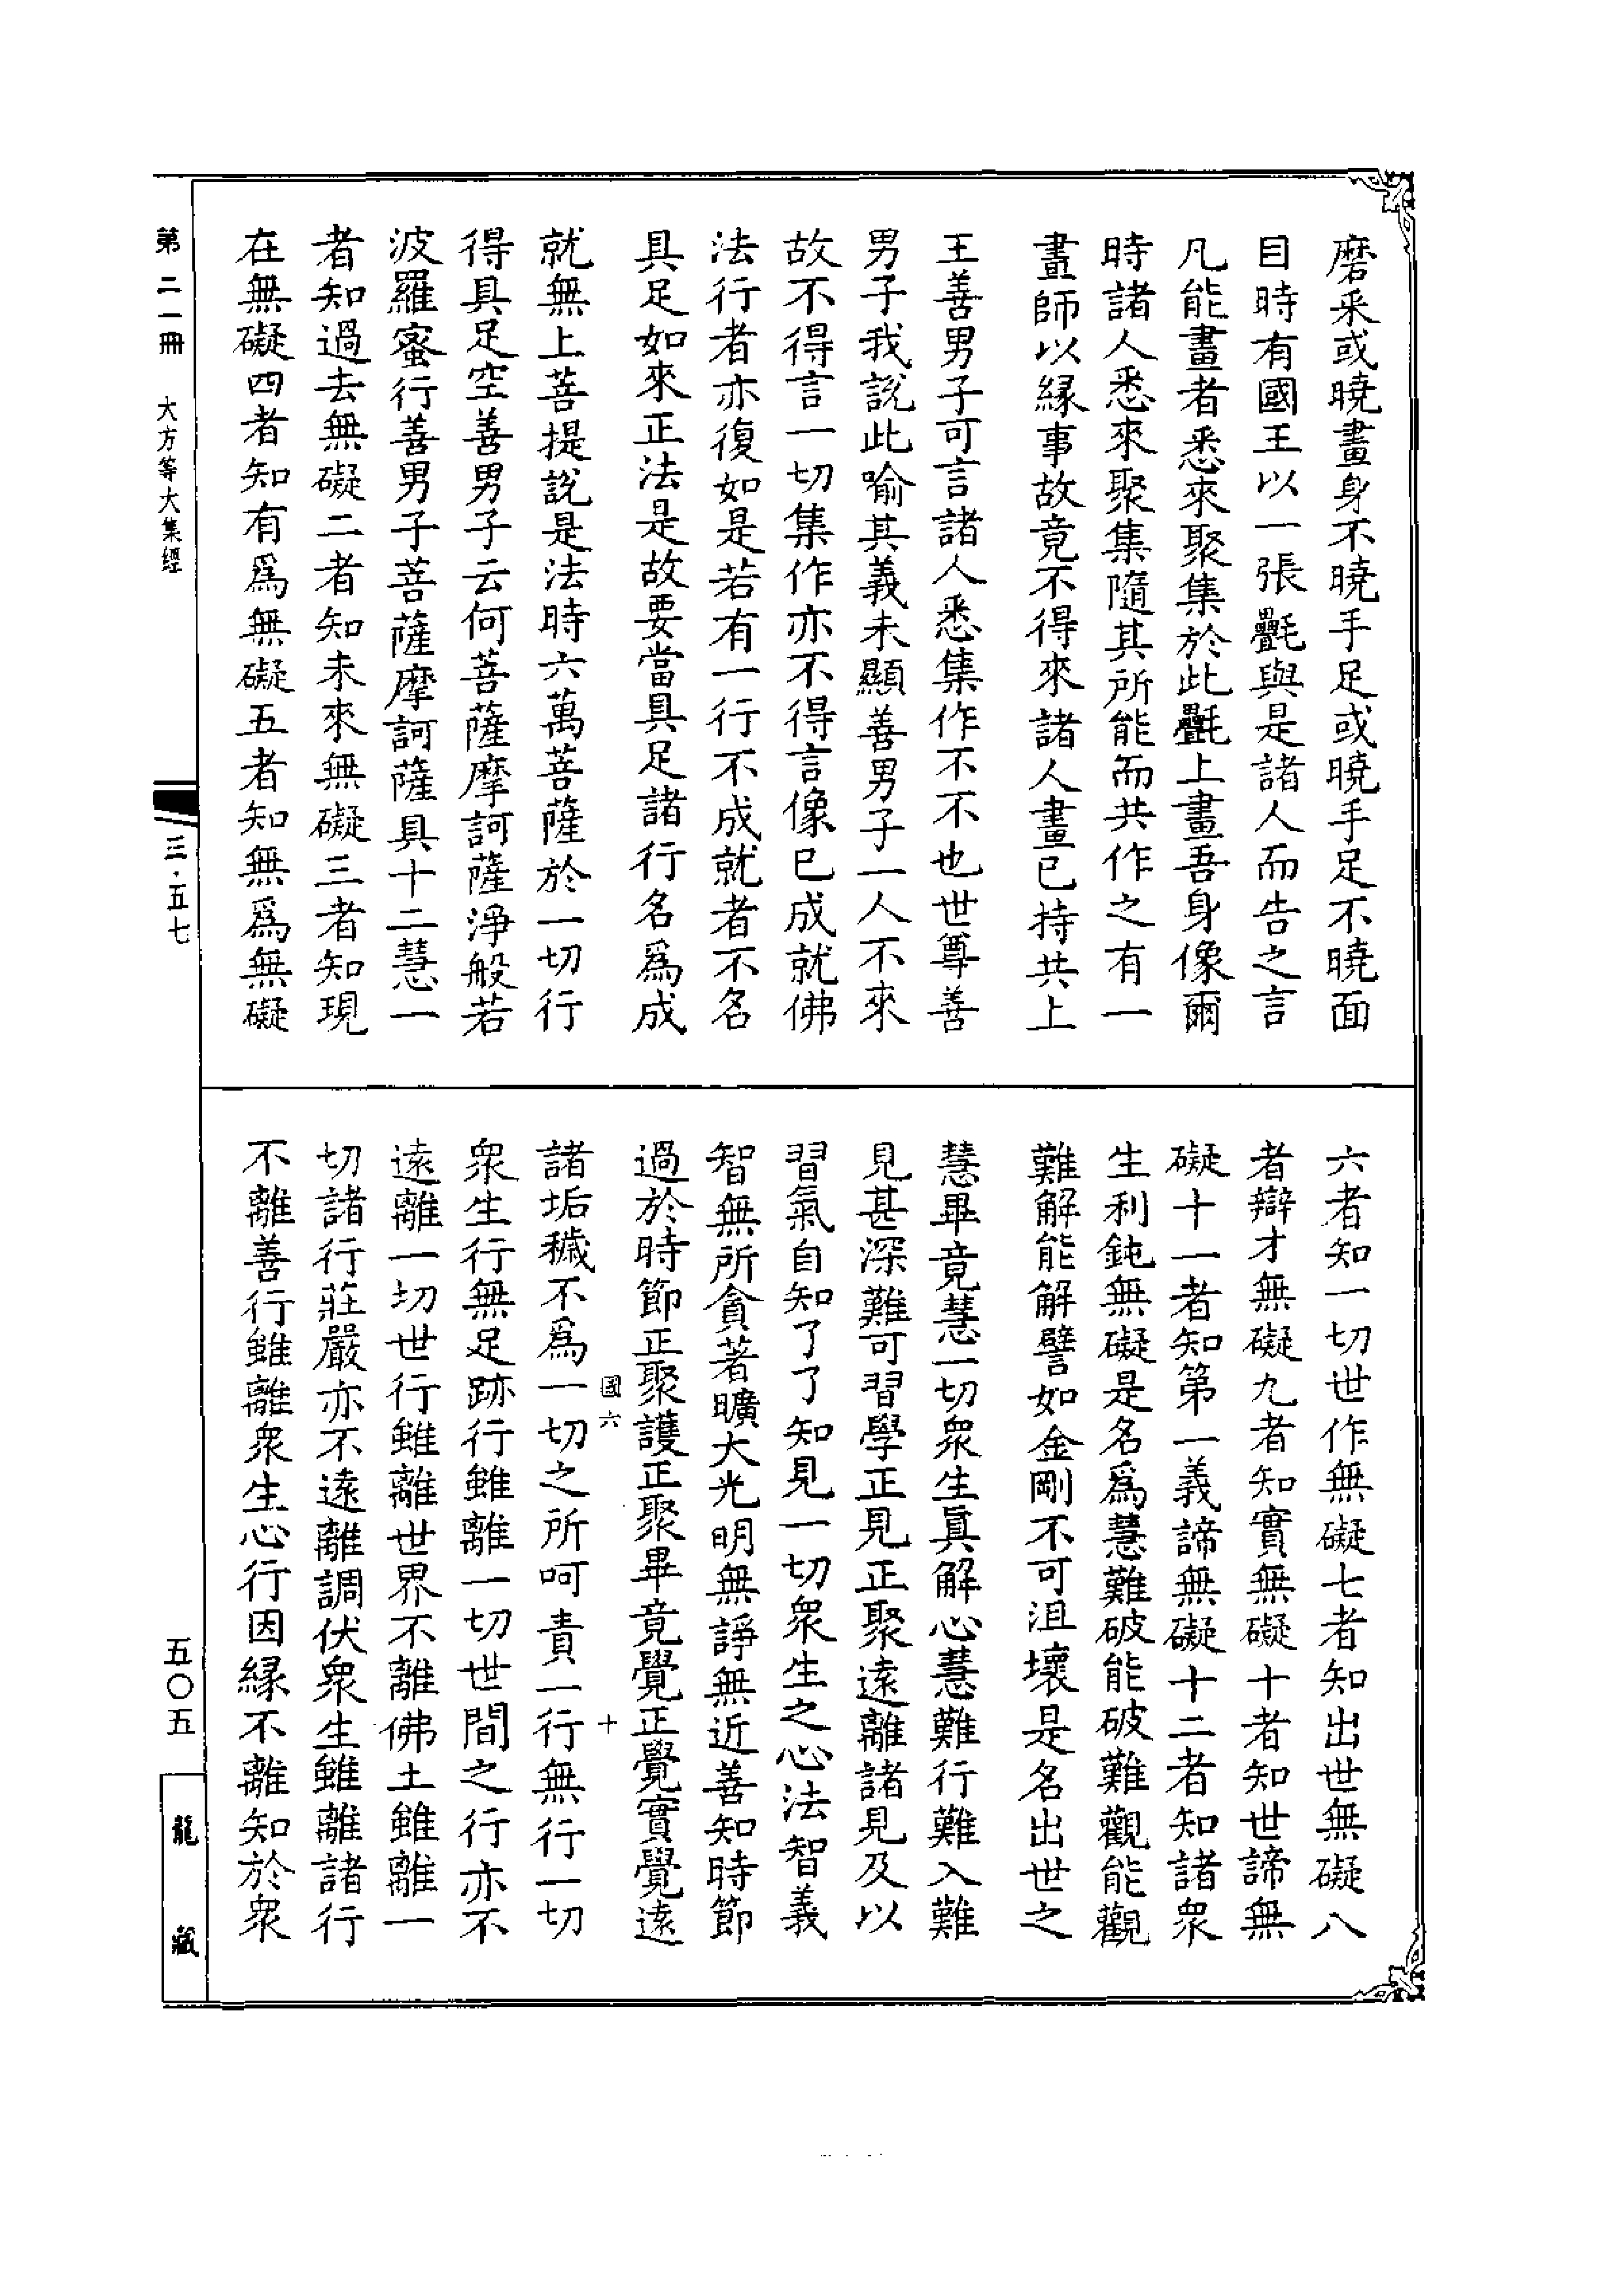 磨采或曉畫身不曉手足或曉手足不曉面
目時有國王以一張㲲與是諸人而告之言
凡能畫者悉來聚集於此㲲上畫吾身像爾
時諸人悉來聚集隨其所能而共作之有一
畫師以緣事故竟不得來諸人畫已持共上
王善男子可言諸人悉集作不不也世尊善
男子我說此喻其義未顯善男子一人不來
故不得言一切集作亦不得言像已成就佛
法行者亦復如是若有一行不成就者不名
具足如來正法是故要當具足諸行名爲成
就無上菩提說是法時六萬菩薩於一切行
得具足空善男子云何菩薩摩訶薩淨般若
波羅蜜行善男子菩薩摩訶薩具十二慧一
者知過去無礙二者知未來無礙三者知現
在無礙四者知有爲無礙五者知無爲無礙
六者知一切世作無礙七者知出世無礙八
者辯才無礙九者知實無礙十者知世諦無
礙十一者知第一義諦無礙十二者知諸衆
生利鈍無礙是名爲慧難破能破難觀能觀
難解能解譬如金剛不可沮壞是名出世之
慧畢竟慧一切衆生眞解心慧難行難入難
見甚深難可習學正見正聚遠離諸見及以
習氣自知了了知見一切衆生之心法智義
智無所貪著曠大光明無諍無近善知時節
過於時節正聚護正聚畢竟覺正覺實覺遠
國六 十
諸垢穢不爲一切之所呵責一行無行一切
衆生行無足跡行雖離一切世間之行亦不
遠離一切世行雖離世界不離佛土雖離一
切諸行莊嚴亦不遠離調伏衆生雖離諸行
不離善行雖離衆生心行因緣不離知於衆
第二一冊 大方等大集經
三·五七
五〇五
龍藏